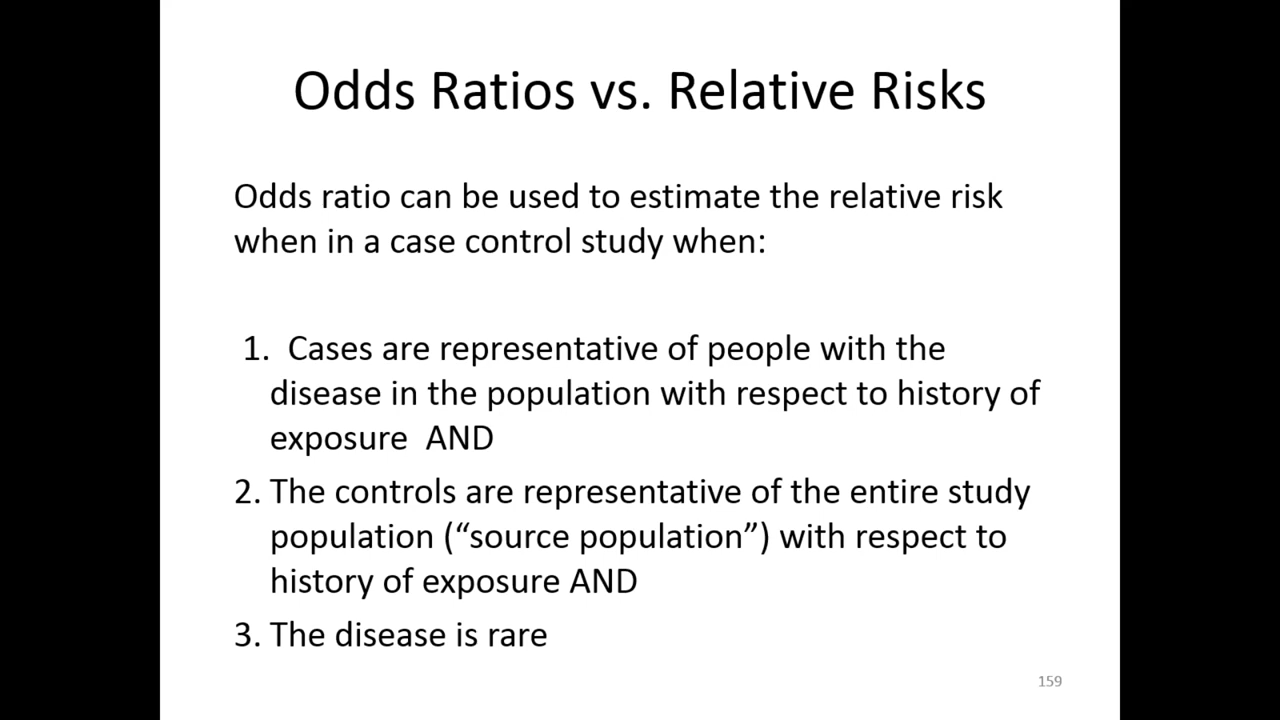 Odds Ratios vs. Relative Risks
Odds ratio can be used to estimate the relative risk
when in a case control study when:
1.  Cases are representative of people with the
disease in the population with respect to history of
exposure  AND
2. The controls are representative of the entire study
population (“source population”) with respect to
history of exposure AND
3. The disease is rare
159